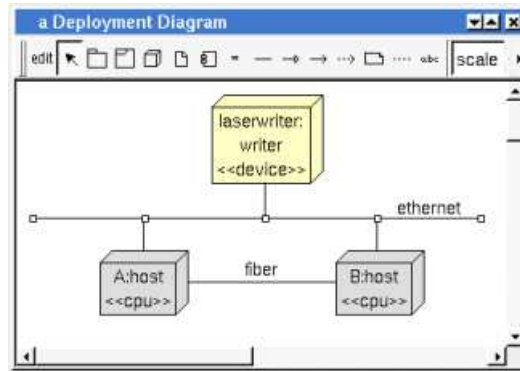 a Deployment Diagram
edit
abc
scale
laserwriter:
writer
<<device>>
ethernet
A:host
<<cpu>>
fiber
B:host
<<cpu>>